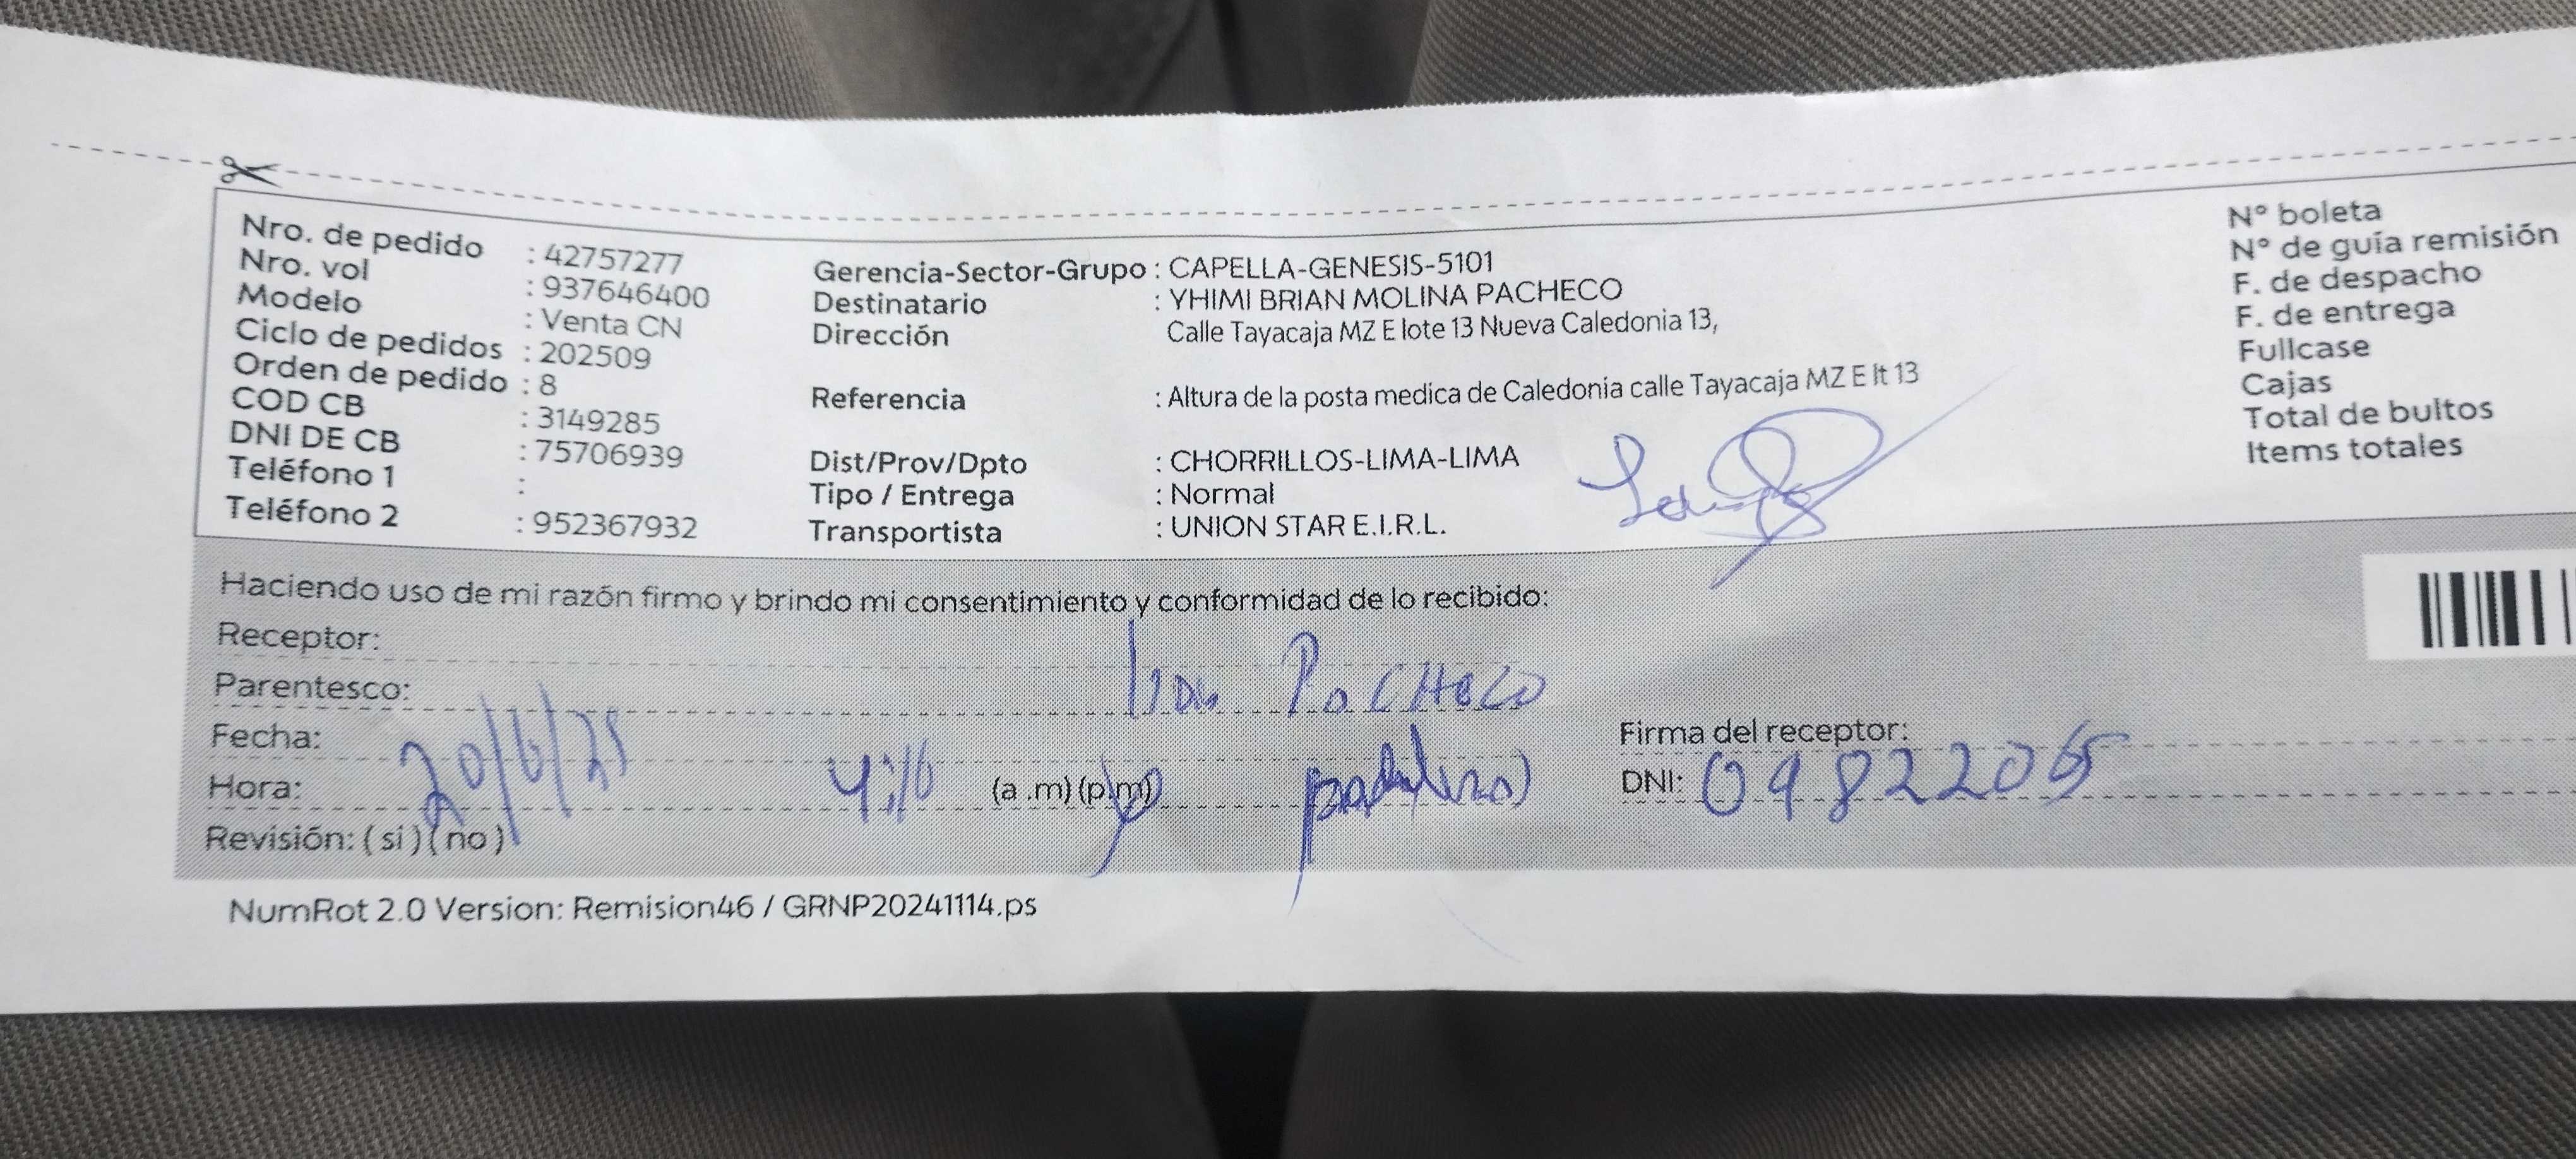 Nro. de pedido : 42757277
Nro. vol : 937646400
Modelo : Venta CN
Ciclo de pedidos : 202509
Orden de pedido : 8
COD CB : 3149285
DNI DE CB : 75706939
Teléfono 1 :
Teléfono 2 : 952367932
Gerencia-Sector-Grupo : CAPELLA-GENESIS-5101
Destinatario : YHIMI BRIAN MOLINA PACHECO
Dirección Calle Tayacaja MZ E lote 13 Nueva Caledonia 13,
Referencia : Altura de la posta medica de Caledonia calle Tayacaja MZ E lt 13
Dist/Prov/Dpto : CHORRILLOS-LIMA-LIMA
Tipo / Entrega : Normal
Transportista : UNION STAR E.I.R.L.
N° boleta
N° de guía remisión
F. de despacho
F. de entrega
Fullcase
Cajas
Total de bultos
Items totales
Haciendo uso de mi razón firmo y brindo mi consentimiento y conformidad de lo recibido:
Receptor:
Parentesco: PACHECO
Fecha: 20/6/25 Firma del receptor:
Hora: 4:16 (a .m) (p.m) DNI: 09822065
Revisión: ( si ) ( no )
NumRot 2.0 Version: Remision46 / GRNP20241114.ps